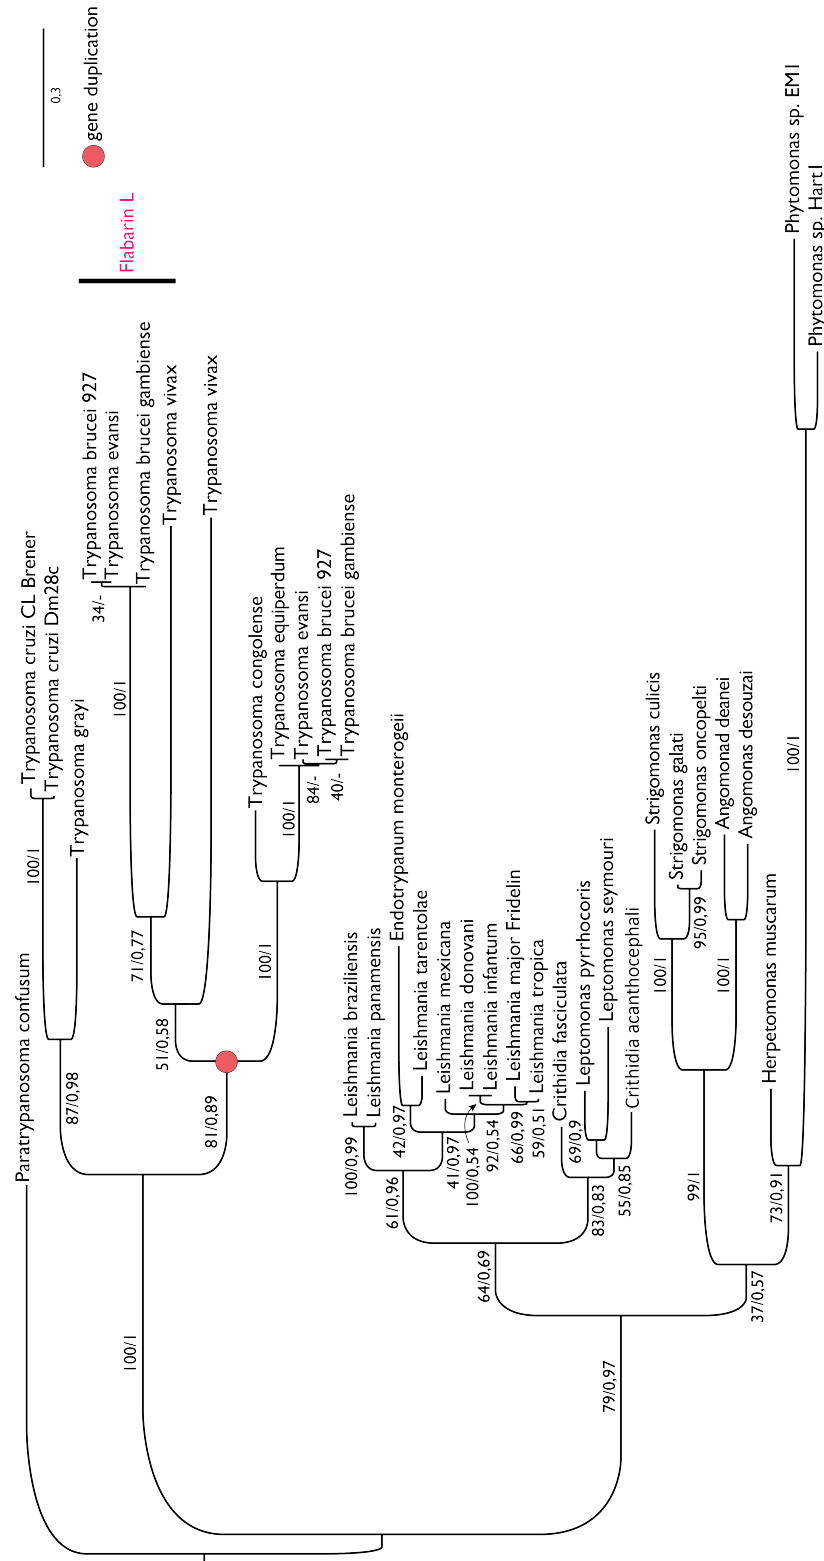 0,3
gene duplication
Flabarin L
Paratrypanosoma confusum
Trypanosoma cruzi CL Brener
Trypanosoma cruzi Dm28c
Trypanosoma grayi
100/1
87/0,98
Trypanosoma brucei 927
Trypanosoma evansi
Trypanosoma brucei gambiense
Trypanosoma vivax
Trypanosoma vivax
34/-
100/1
71/0,77
51/0,58
81/0,89
Trypanosoma congolense
Trypanosoma equiperdum
Trypanosoma evansi
Trypanosoma brucei 927
Trypanosoma brucei gambiense
100/1
84/-
40/-
100/1
100/1
Leishmania braziliensis
Leishmania panamensis
Endotrypanum monterogeii
Leishmania tarentolae
Leishmania mexicana
Leishmania donovani
Leishmania infantum
Leishmania major Fridelin
Leishmania tropica
100/0,99
42/0,97
61/0,96
41/0,97
100/0,54
92/0,54
66/0,99
59/0,51
Crithidia fasciculata
Leptomonas pyrrhocoris
Leptomonas seymouri
Crithidia acanthocephali
69/0,9
83/0,83
55/0,85
64/0,69
79/0,97
Strigomonas culicis
Strigomonas galati
Strigomonas oncopelti
Angomonad deanei
Angomonas desouzai
100/1
95/0,99
100/1
99/1
Herpetomonas muscarum
73/0,91
37/0,57
Phytomonas sp. EM1
Phytomonas sp. Hart1
100/1